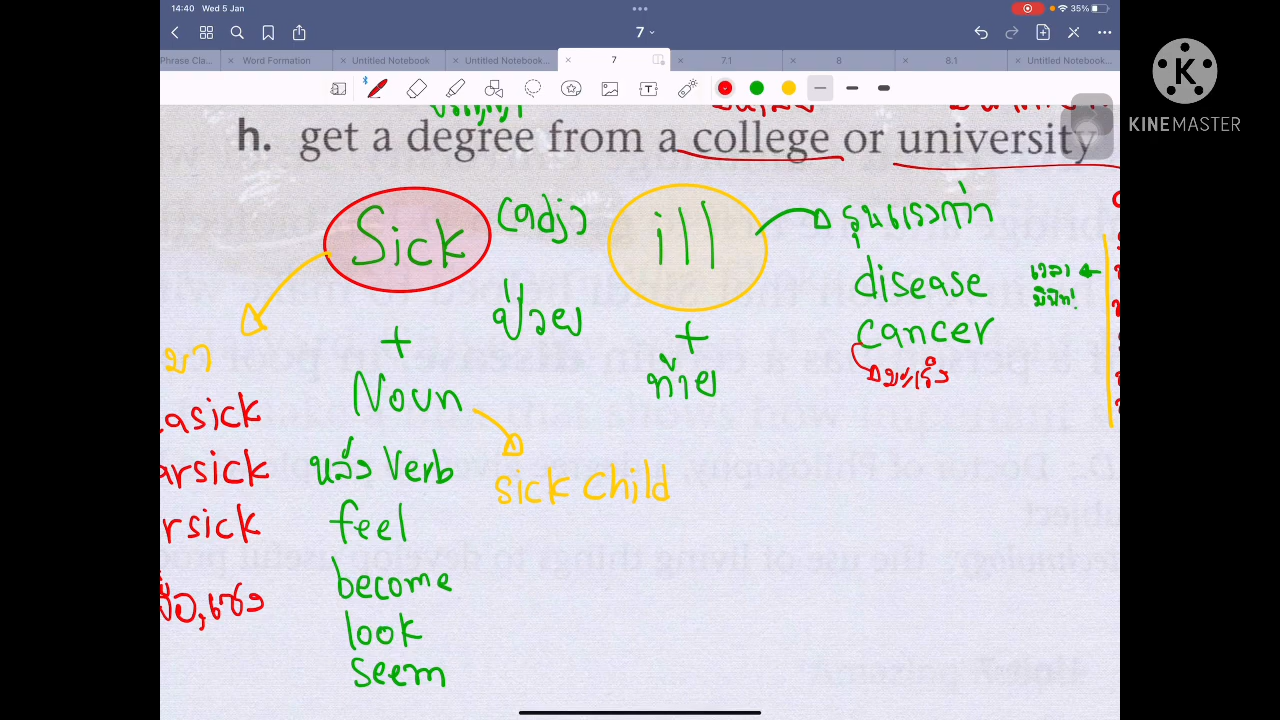 14:40 Wed 5 Jan
35%
7
Phrase Cla...
Word Formation
Untitled Notebook
Untitled Notebook...
7
7.1
8
8.1
Untitled Notebook...
K
KINEMASTER
h. get a degree from a college or university
Sick (adj) ill รุนแรงกว่า
ป่วย disease
+ + cancer
Noun ท้าย มะเร็ง
asick
หลัง Verb
rsick
sick child
feel
rsick
become
look
seem